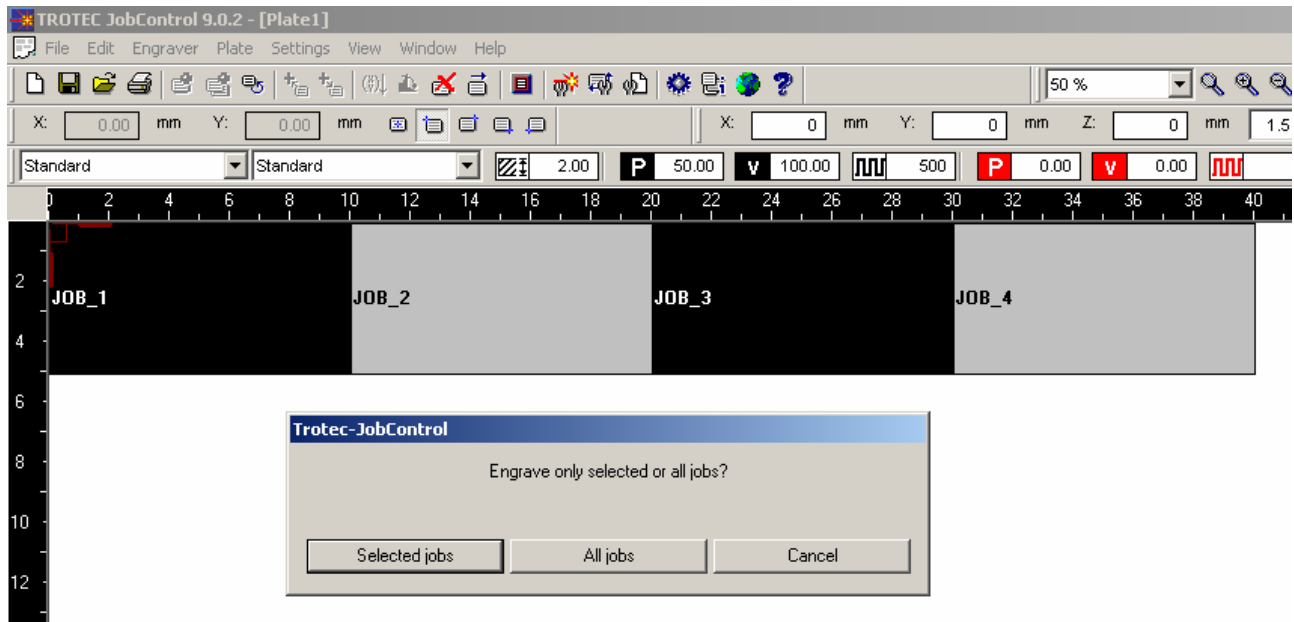 TROTEC JobControl 9.0.2 - [Plate1]
File Edit Engraver Plate Settings View Window Help
50 %
X: 0.00 mm Y: 0.00 mm X: 0 mm Y: 0 mm Z: 0 mm 1.5
Standard Standard 2.00 P 50.00 v 100.00 500 P 0.00 v 0.00
0 2 4 6 8 10 12 14 16 18 20 22 24 26 28 30 32 34 36 38 40
2
JOB_1 JOB_2 JOB_3 JOB_4
4
6
Trotec-JobControl
8
Engrave only selected or all jobs?
10
Selected jobs All jobs Cancel
12